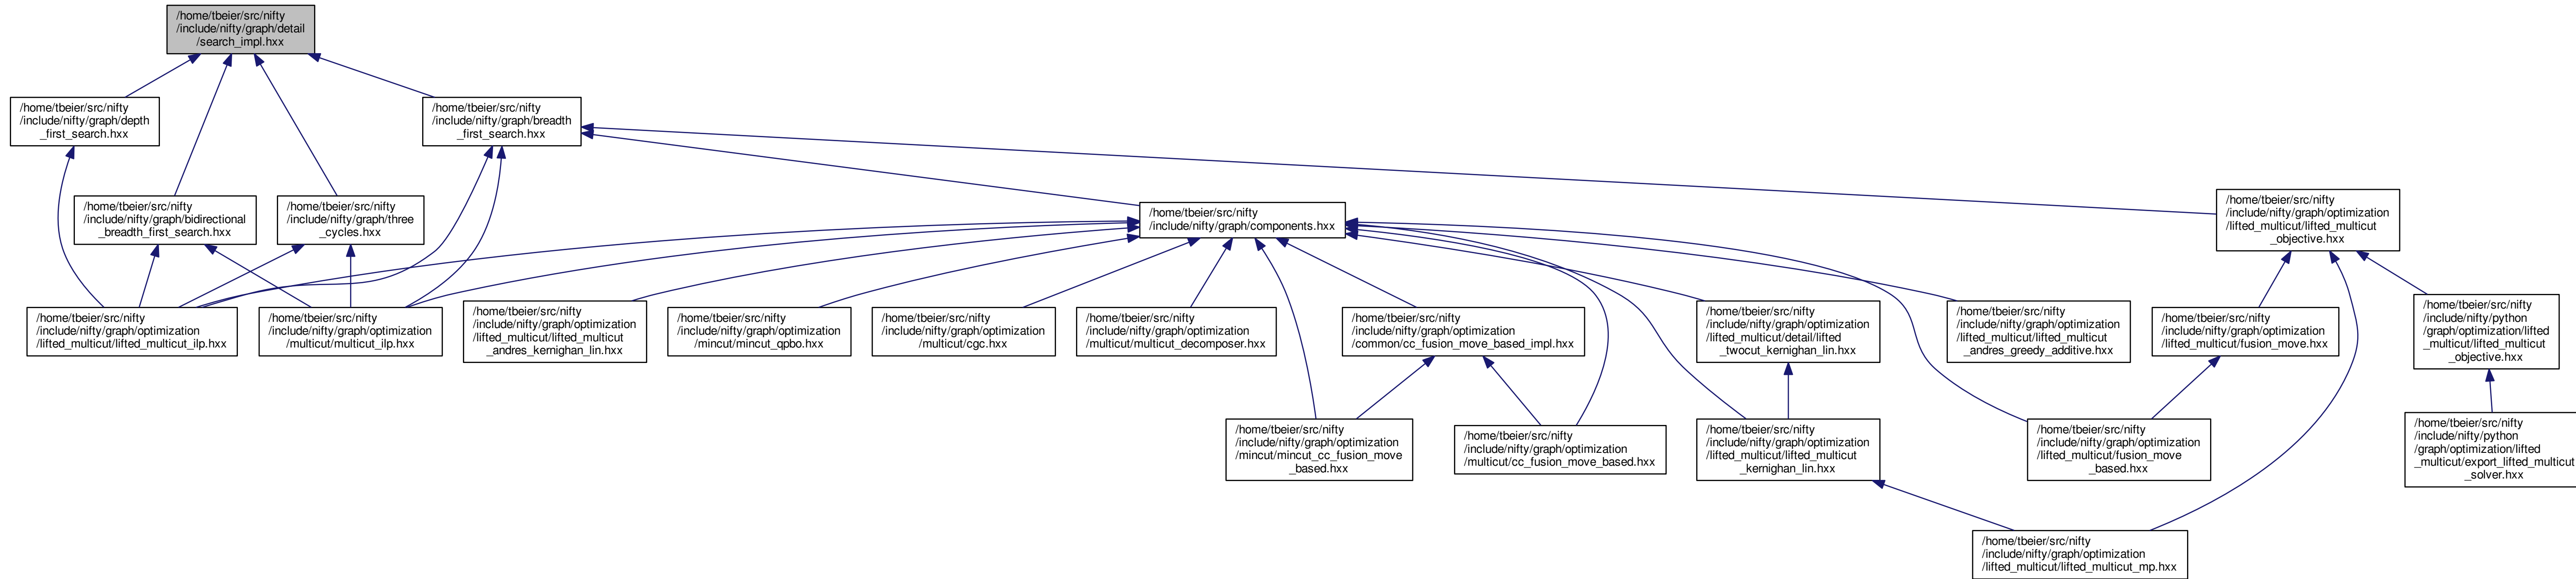 /home/tbeier/src/nifty
/include/nifty/graph/detail
/search_impl.hxx
/home/tbeier/src/nifty
/include/nifty/graph/depth
_first_search.hxx
/home/tbeier/src/nifty
/include/nifty/graph/breadth
_first_search.hxx
/home/tbeier/src/nifty
/include/nifty/graph/bidirectional
_breadth_first_search.hxx
/home/tbeier/src/nifty
/include/nifty/graph/three
_cycles.hxx
/home/tbeier/src/nifty
/include/nifty/graph/components.hxx
/home/tbeier/src/nifty
/include/nifty/graph/optimization
/lifted_multicut/lifted_multicut
_objective.hxx
/home/tbeier/src/nifty
/include/nifty/graph/optimization
/lifted_multicut/lifted_multicut_ilp.hxx
/home/tbeier/src/nifty
/include/nifty/graph/optimization
/multicut/multicut_ilp.hxx
/home/tbeier/src/nifty
/include/nifty/graph/optimization
/lifted_multicut/lifted_multicut
_andres_kernighan_lin.hxx
/home/tbeier/src/nifty
/include/nifty/graph/optimization
/mincut/mincut_qpbo.hxx
/home/tbeier/src/nifty
/include/nifty/graph/optimization
/multicut/cgc.hxx
/home/tbeier/src/nifty
/include/nifty/graph/optimization
/multicut/multicut_decomposer.hxx
/home/tbeier/src/nifty
/include/nifty/graph/optimization
/common/cc_fusion_move_based_impl.hxx
/home/tbeier/src/nifty
/include/nifty/graph/optimization
/lifted_multicut/detail/lifted
_twocut_kernighan_lin.hxx
/home/tbeier/src/nifty
/include/nifty/graph/optimization
/lifted_multicut/lifted_multicut
_andres_greedy_additive.hxx
/home/tbeier/src/nifty
/include/nifty/graph/optimization
/lifted_multicut/fusion_move.hxx
/home/tbeier/src/nifty
/include/nifty/python
/graph/optimization/lifted
_multicut/lifted_multicut
_objective.hxx
/home/tbeier/src/nifty
/include/nifty/graph/optimization
/mincut/mincut_cc_fusion_move
_based.hxx
/home/tbeier/src/nifty
/include/nifty/graph/optimization
/multicut/cc_fusion_move_based.hxx
/home/tbeier/src/nifty
/include/nifty/graph/optimization
/lifted_multicut/lifted_multicut
_kernighan_lin.hxx
/home/tbeier/src/nifty
/include/nifty/graph/optimization
/lifted_multicut/fusion_move
_based.hxx
/home/tbeier/src/nifty
/include/nifty/python
/graph/optimization/lifted
_multicut/export_lifted_multicut
_solver.hxx
/home/tbeier/src/nifty
/include/nifty/graph/optimization
/lifted_multicut/lifted_multicut_mp.hxx